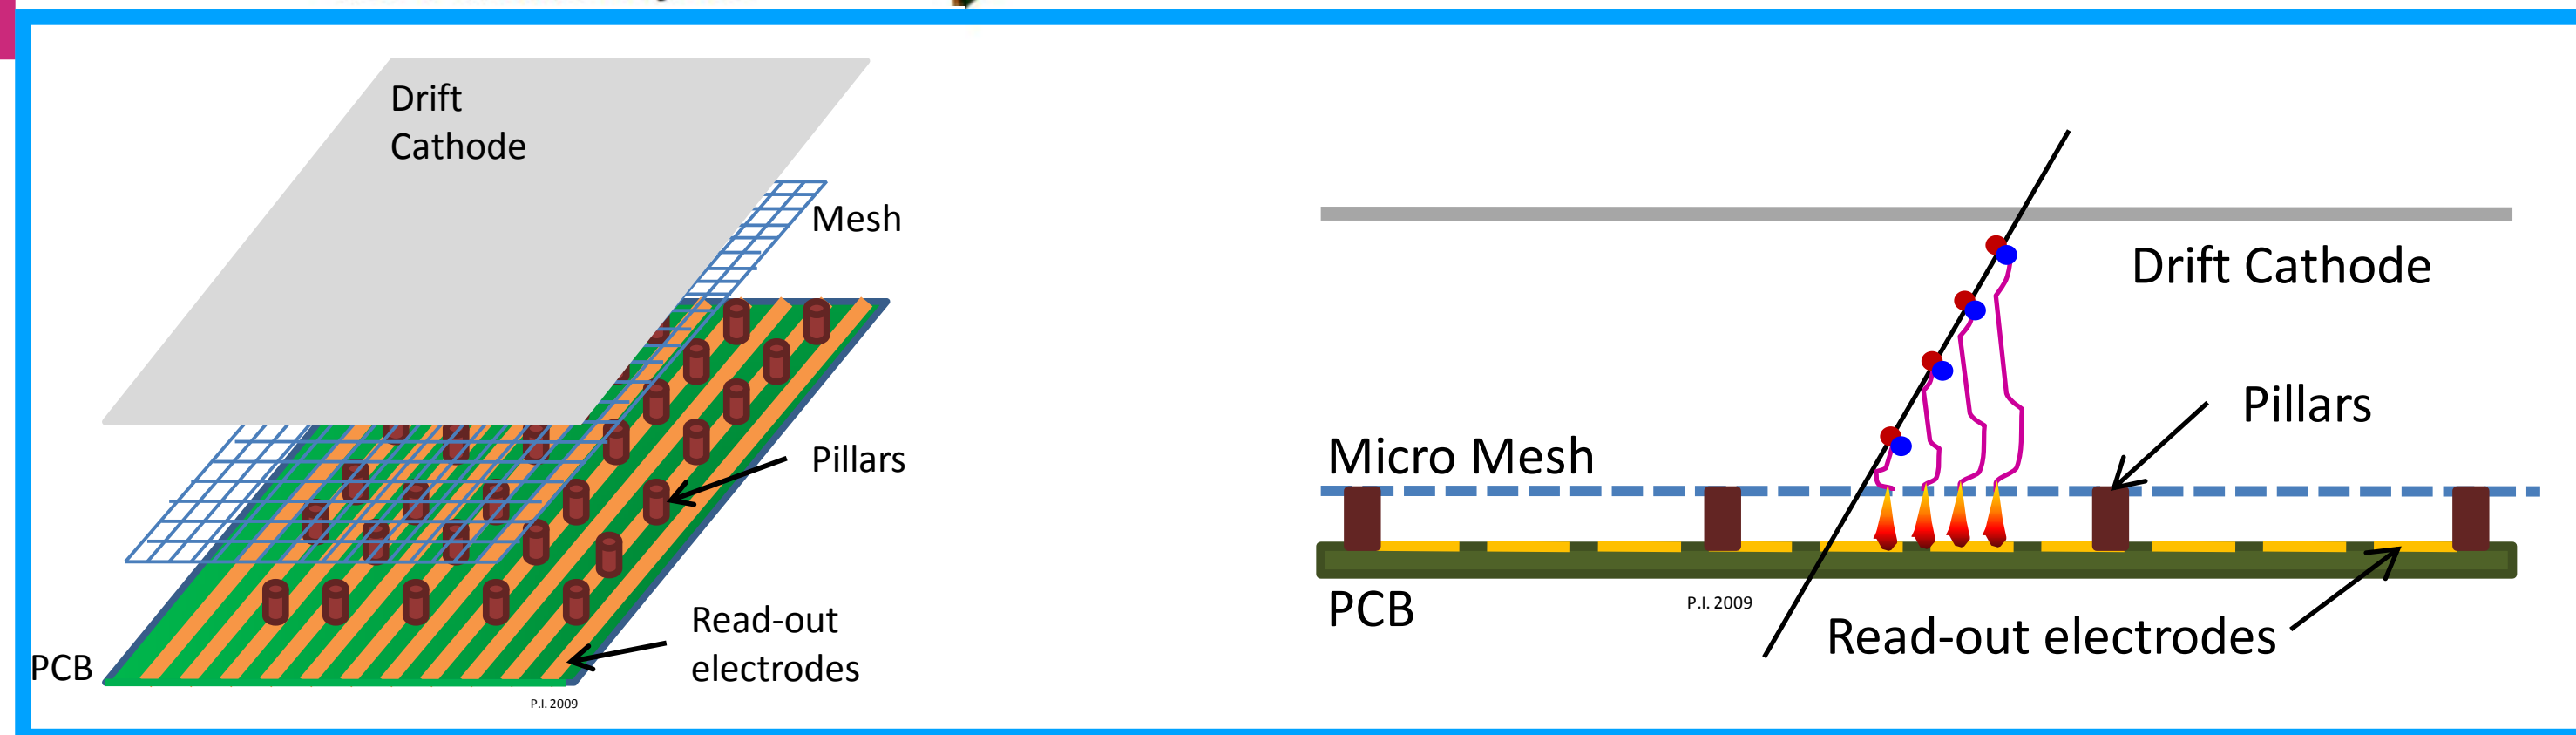 Drift
Cathode
Mesh
Pillars
Read-out
electrodes
PCB
P.I. 2009
Drift Cathode
Pillars
Micro Mesh
PCB
P.I. 2009
Read-out electrodes